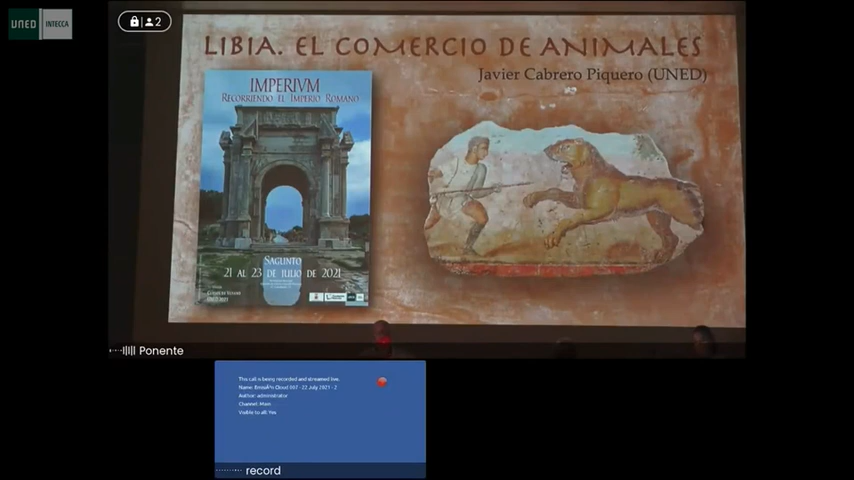 UNED INTECCA
2
LIBIA. EL COMERCIO DE ANIMALES
Javier Cabrero Piquero (UNED)
IMPERIVM
RECORRIENDO EL IMPERIO ROMANO
SAGUNTO
21 AL 23 DE JULIO DE 2021
Ponente
This call is being recorded and streamed live.
Author: administrator
Channel: Main
Visible to all: Yes
record